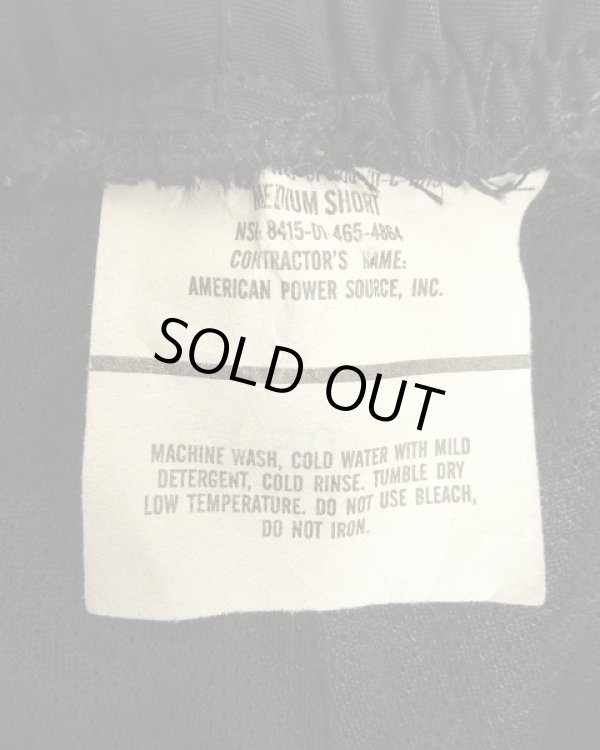 MEDIUM SHORT
8415-01-465-4864
CONTRACTOR'S NAME:
AMERICAN POWER SOURCE, INC.
SOLD OUT
MACHINE WASH, COLD WATER WITH MILD
DETERGENT, COLD RINSE. TUMBLE DRY
LOW TEMPERATURE. DO NOT USE BLEACH,
DO NOT IRON.